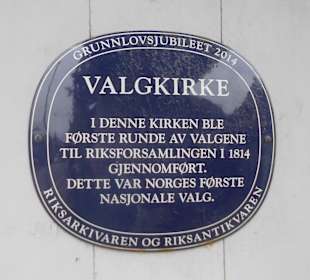 GRUNNLOVSJUBILEET 2014
VALGKIRKE
I DENNE KIRKEN BLE
FØRSTE RUNDE AV VALGENE
TIL RIKSFORSAMLINGEN I 1814
GJENNOMFØRT.
DETTE VAR NORGES FØRSTE
NASJONALE VALG.
RIKSARKIVAREN OG RIKSANTIKVAREN